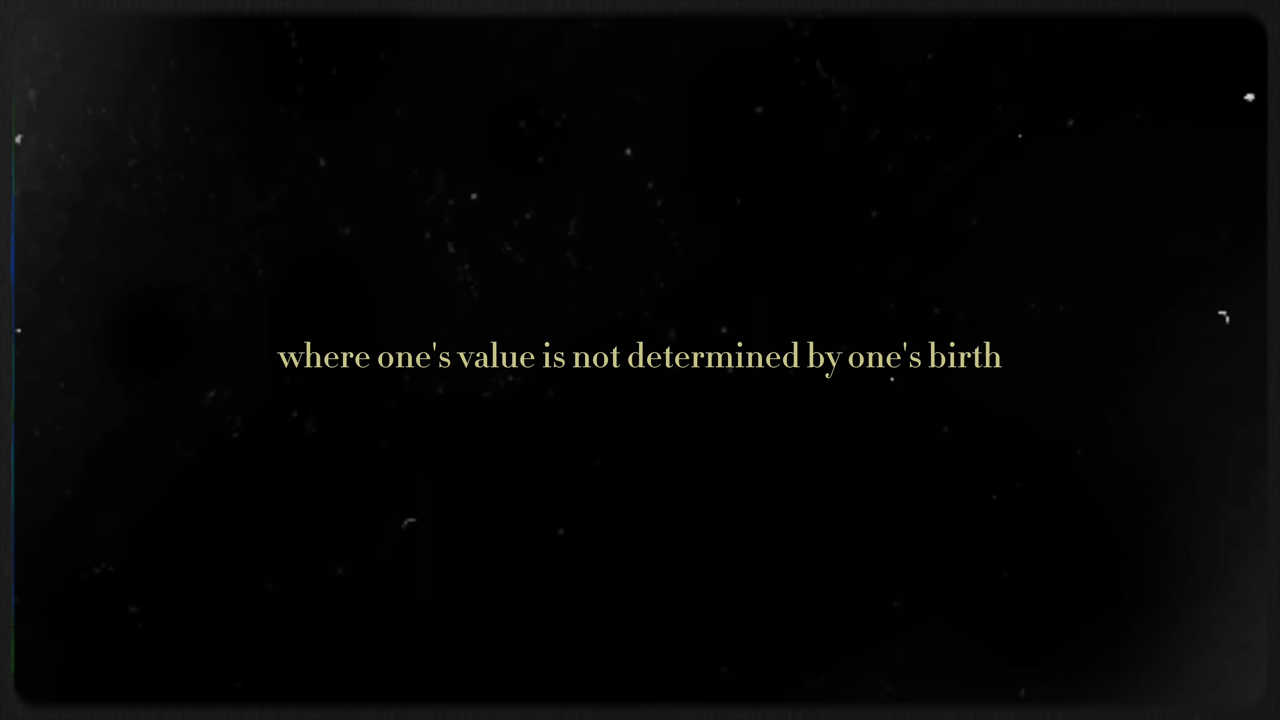 where one's value is not determined by one's birth